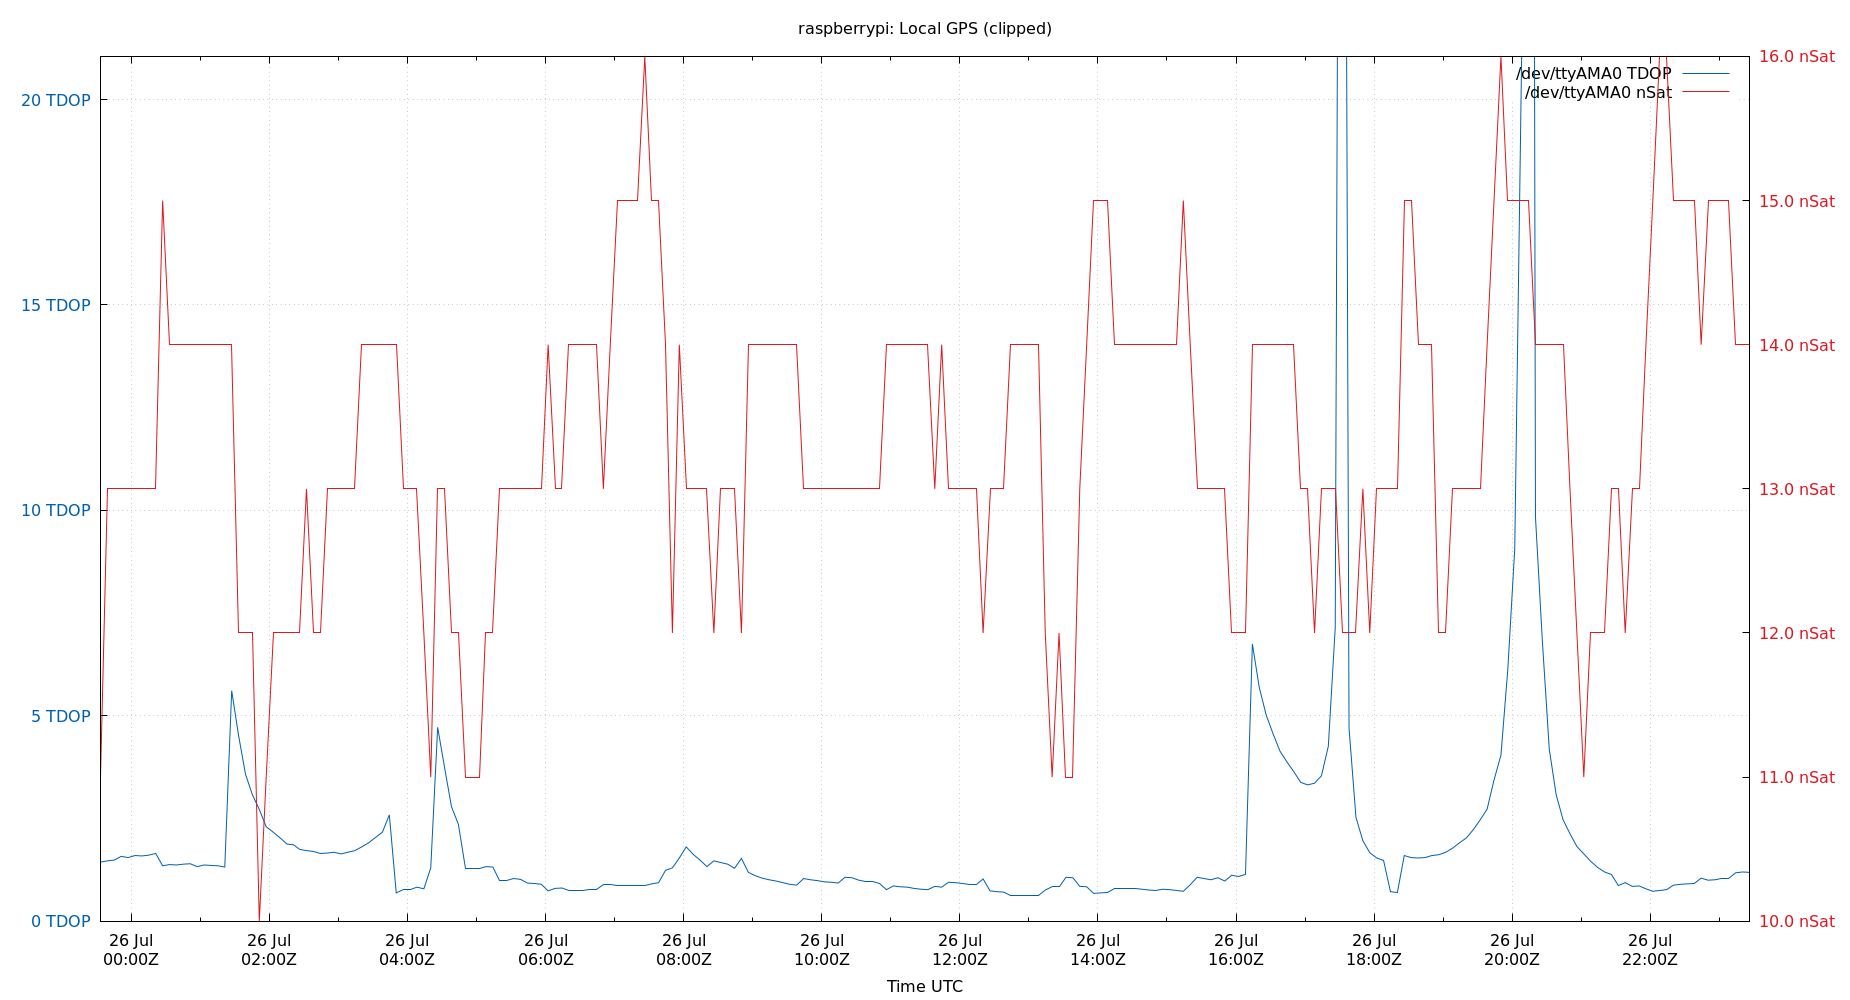 raspberrypi: Local GPS (clipped)
/dev/ttyAMA0 TDOP
/dev/ttyAMA0 nSat
20 TDOP
15 TDOP
10 TDOP
5 TDOP
0 TDOP
16.0 nSat
15.0 nSat
14.0 nSat
13.0 nSat
12.0 nSat
11.0 nSat
10.0 nSat
26 Jul 26 Jul 26 Jul 26 Jul 26 Jul 26 Jul 26 Jul 26 Jul 26 Jul 26 Jul 26 Jul 26 Jul
00:00Z 02:00Z 04:00Z 06:00Z 08:00Z 10:00Z 12:00Z 14:00Z 16:00Z 18:00Z 20:00Z 22:00Z
Time UTC